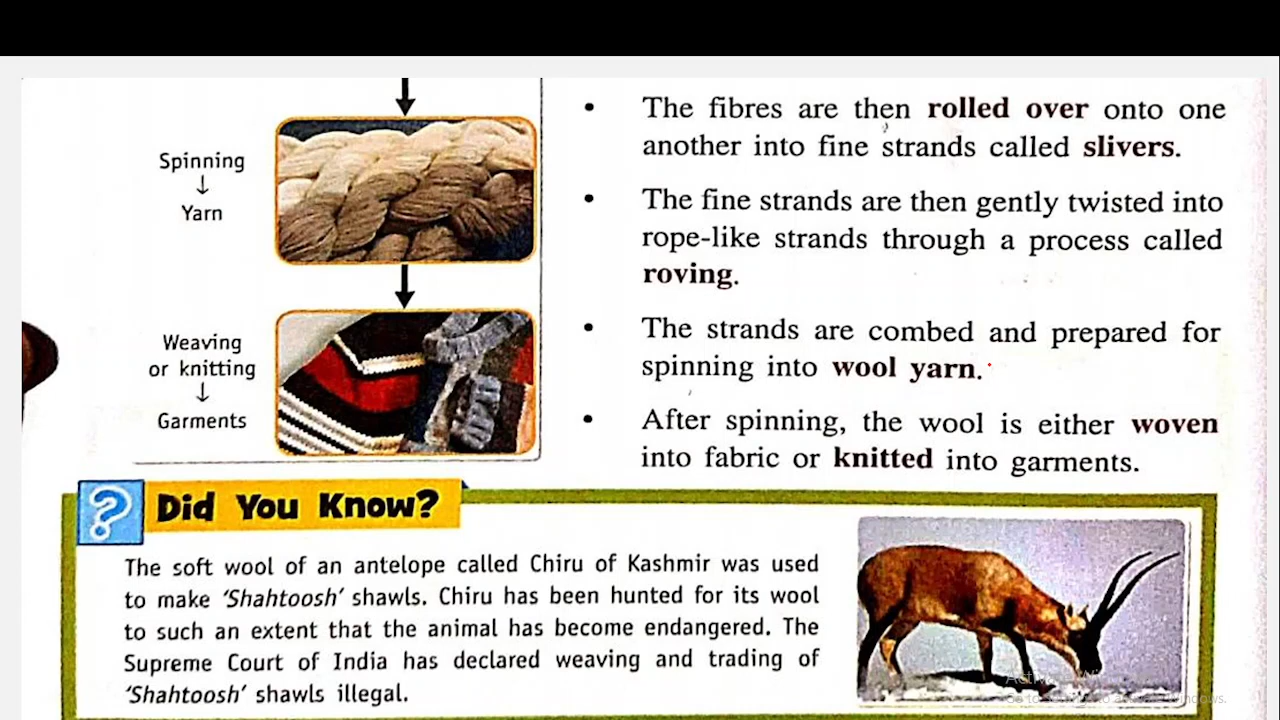 Spinning
↓
Yarn
Weaving
or knitting
↓
Garments
• The fibres are then rolled over onto one
another into fine strands called slivers.
• The fine strands are then gently twisted into
rope-like strands through a process called
roving.
• The strands are combed and prepared for
spinning into wool yarn.
• After spinning, the wool is either woven
into fabric or knitted into garments.
? Did You Know?
The soft wool of an antelope called Chiru of Kashmir was used
to make ‘Shahtoosh’ shawls. Chiru has been hunted for its wool
to such an extent that the animal has become endangered. The
Supreme Court of India has declared weaving and trading of
‘Shahtoosh’ shawls illegal.